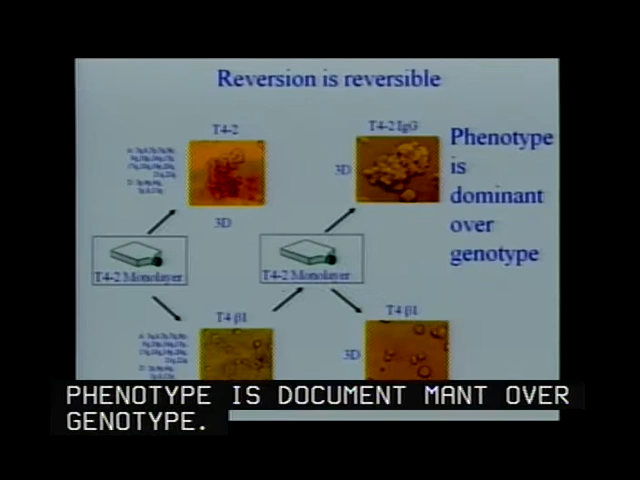 Reversion is reversible
T4-2
T4-2 IgG
3D
Phenotype
is
dominant
over
genotype
3D
T4-2 Monolayer
T4-2 Monolayer
T4 β1
T4 β1
3D
PHENOTYPE IS DOCUMENT MANT OVER
GENOTYPE.